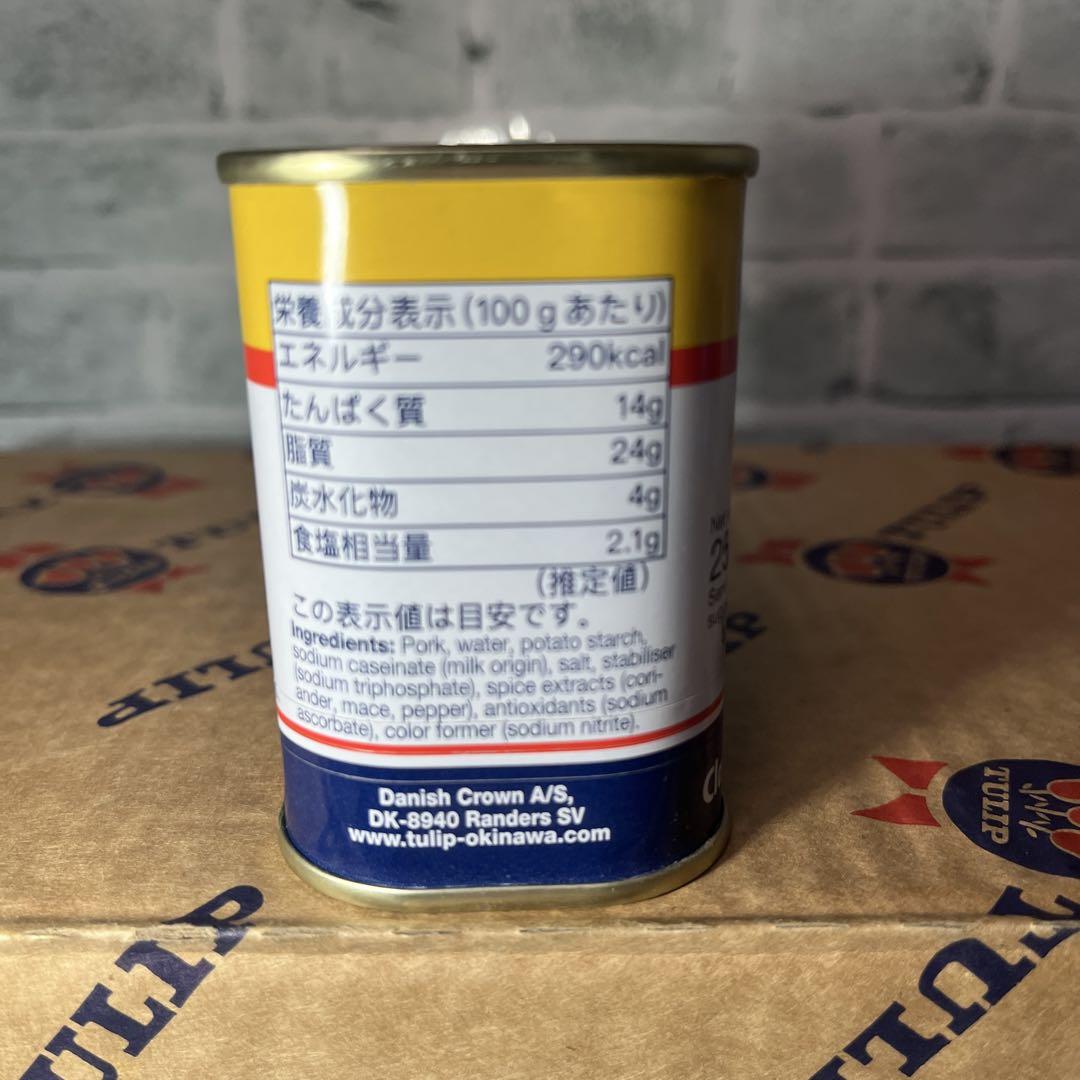 栄養成分表示(100gあたり)
エネルギー 290kcal
たんぱく質 14g
脂質 24g
炭水化物 4g
食塩相当量 2.1g
(推定値)
この表示値は目安です。
Ingredients: Pork, water, potato starch,
sodium caseinate (milk origin), salt, stabiliser
(sodium triphosphate), spice extracts (cori-
ander, mace, pepper), antioxidants (sodium
ascorbate), color former (sodium nitrite).
Danish Crown A/S,
DK-8940 Randers SV
www.tulip-okinawa.com
TULIP
TULIP
TULIP
TULIP
TULIP
TULIP